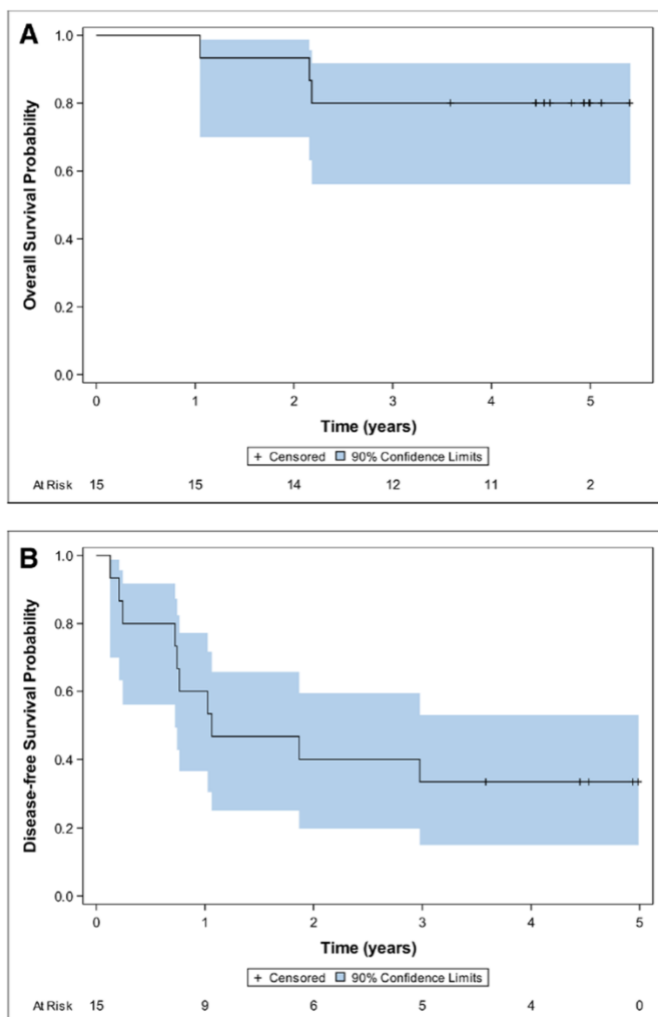 A
Overall Survival Probability
1.0
0.8
0.6
0.4
0.2
0.0
0 1 2 3 4 5
Time (years)
+ Censored 90% Confidence Limits
At Risk 15 15 14 12 11 2
B
Disease-free Survival Probability
1.0
0.8
0.6
0.4
0.2
0.0
0 1 2 3 4 5
Time (years)
+ Censored 90% Confidence Limits
At Risk 15 9 6 5 4 0